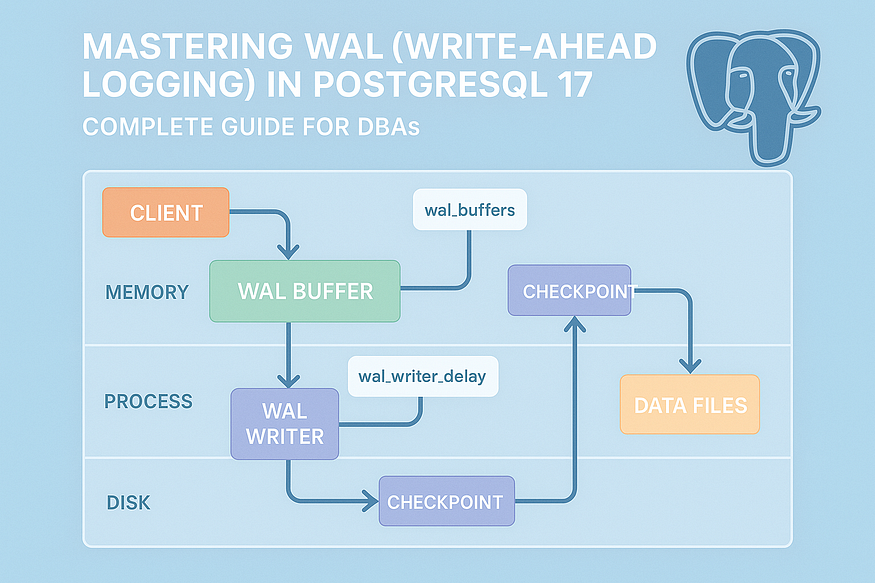 MASTERING WAL (WRITE-AHEAD
LOGGING) IN POSTGRESQL 17
COMPLETE GUIDE FOR DBAs
CLIENT
wal_buffers
MEMORY
WAL BUFFER
CHECKPOINT
wal_writer_delay
PROCESS
WAL
WRITER
DATA FILES
DISK
CHECKPOINT